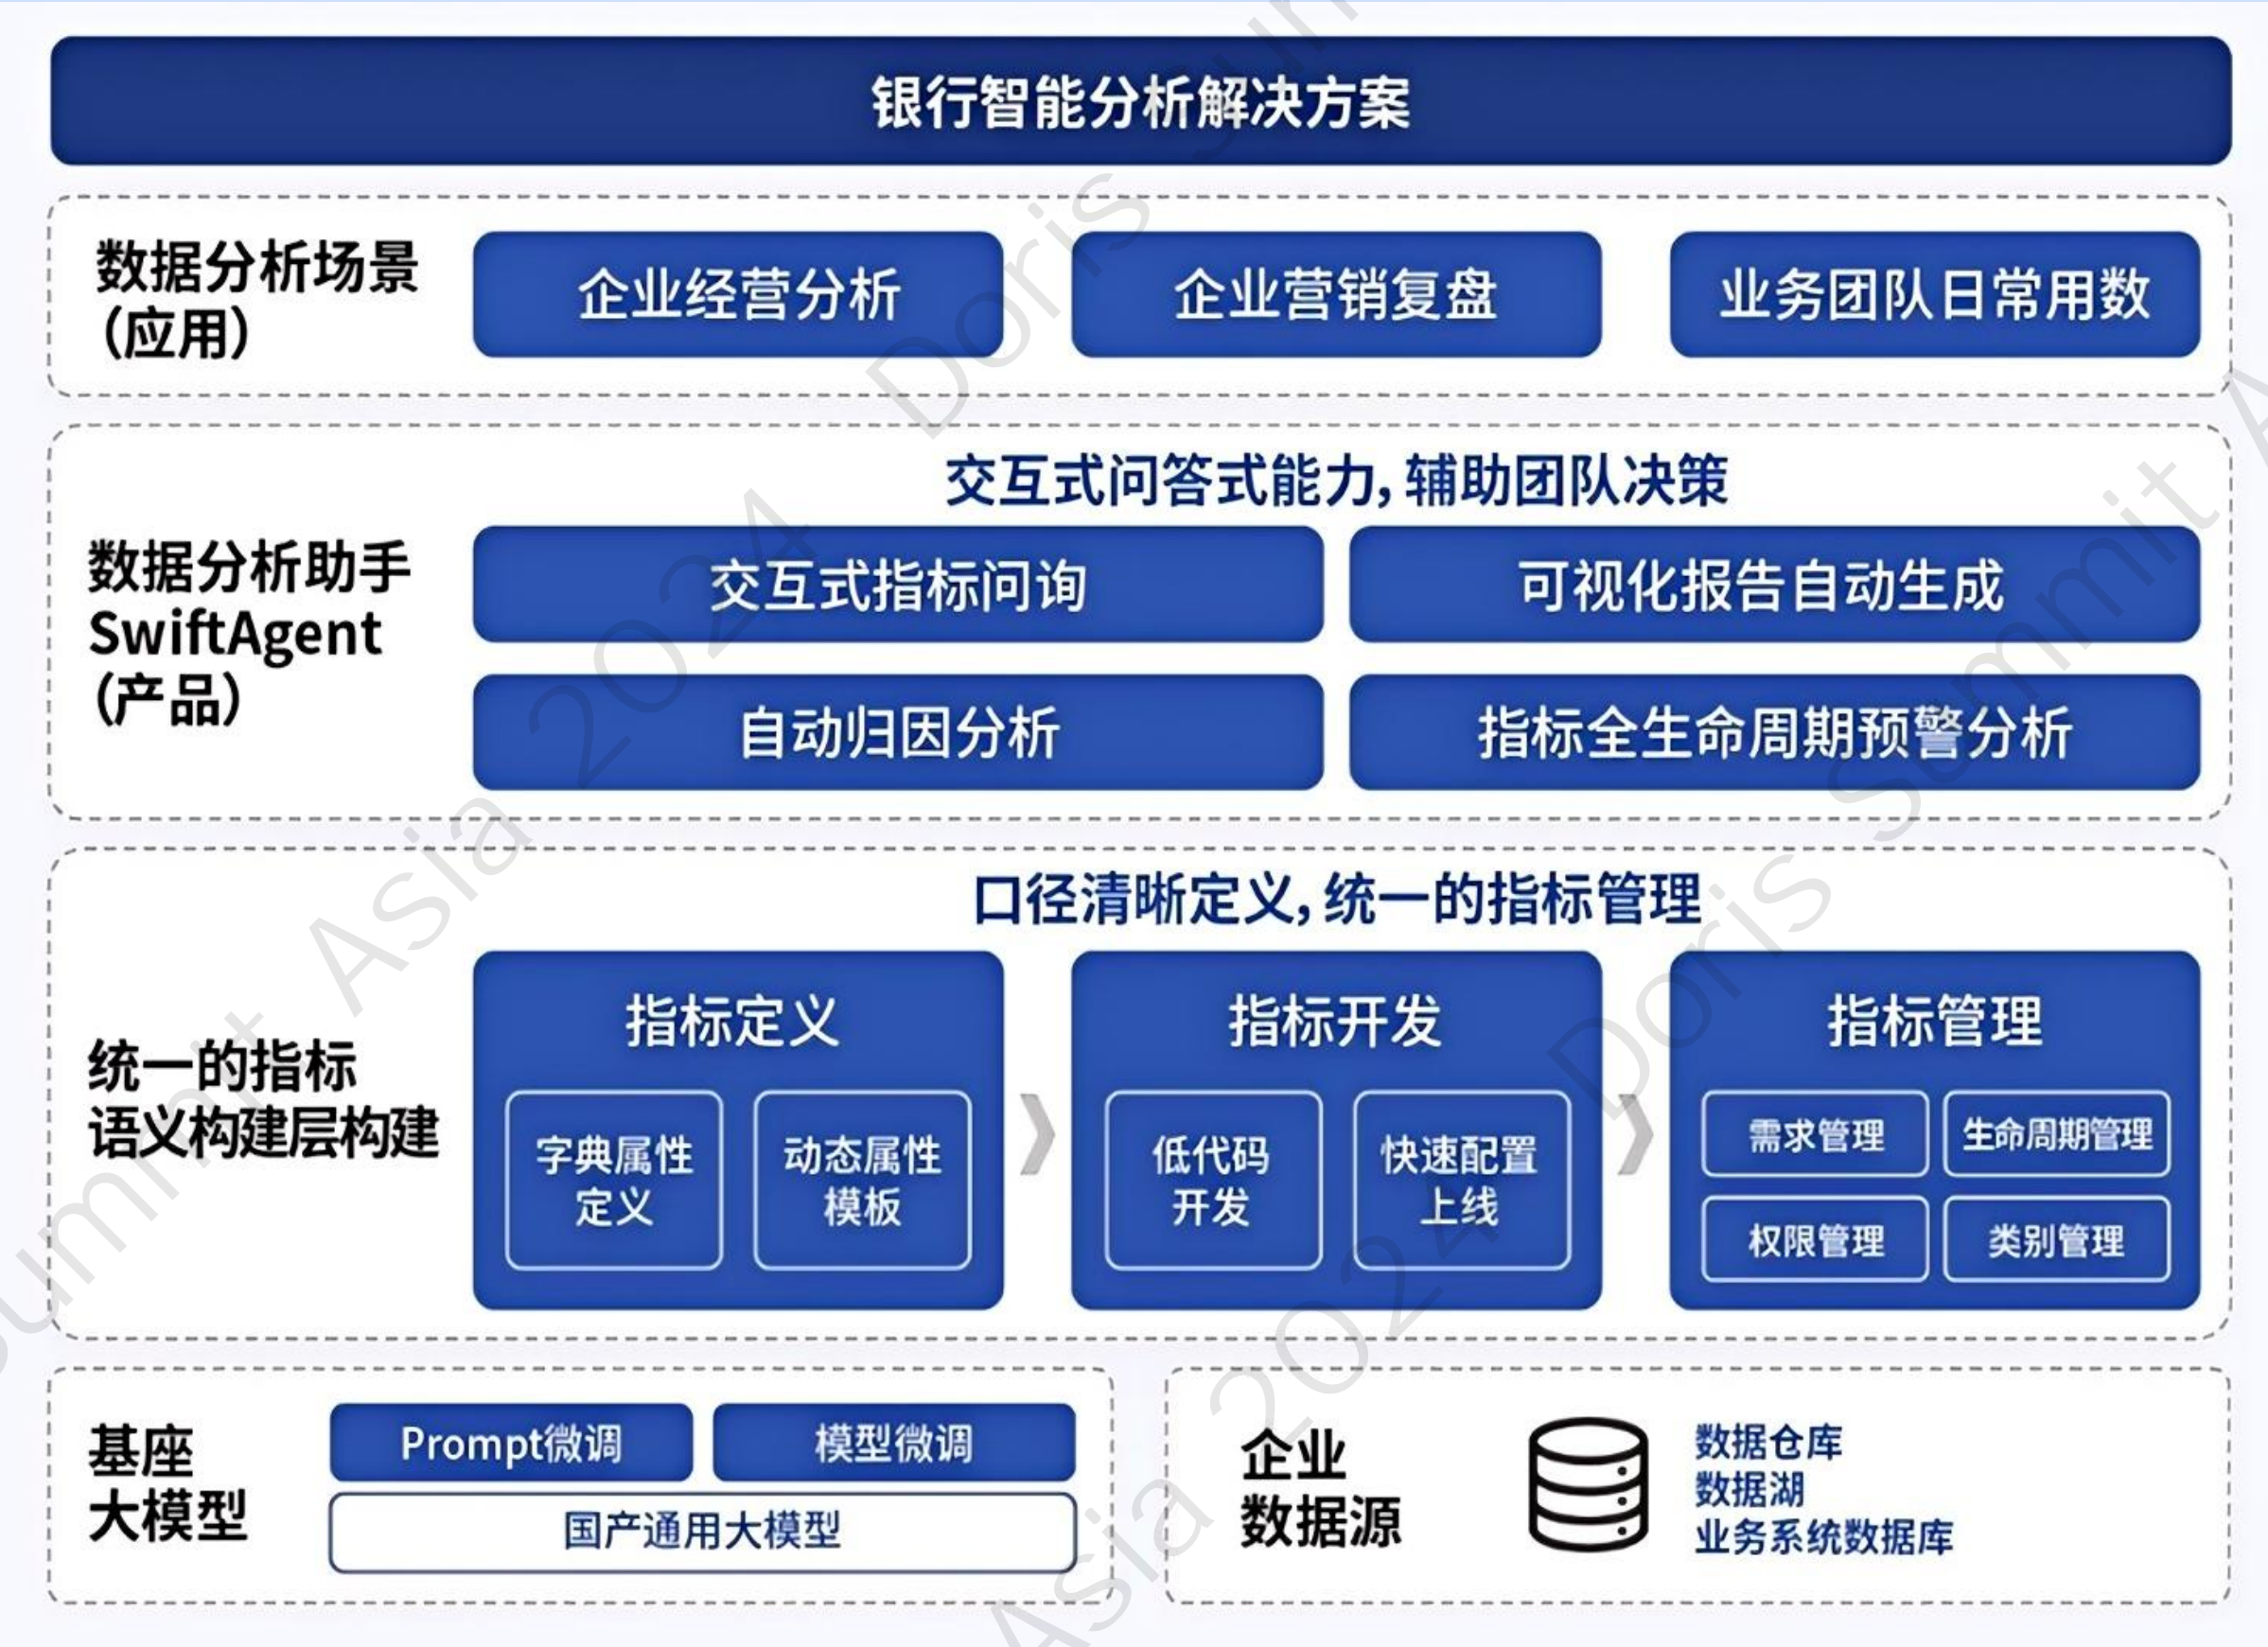 银行智能分析解决方案
数据分析场景
（应用）
企业经营分析
企业营销复盘
业务团队日常用数
交互式问答式能力，辅助团队决策
数据分析助手
SwiftAgent
（产品）
交互式指标问询
可视化报告自动生成
自动归因分析
指标全生命周期预警分析
口径清晰定义，统一的指标管理
统一的指标
语义构建层构建
指标定义
字典属性
定义
动态属性
模板
指标开发
低代码
开发
快速配置
上线
指标管理
需求管理
生命周期管理
权限管理
类别管理
基座
大模型
Prompt微调
模型微调
国产通用大模型
企业
数据源
数据仓库
数据湖
业务系统数据库
Doris Sum
Summit Asia 2024 Doris
Asia 2024 Doris Summit A